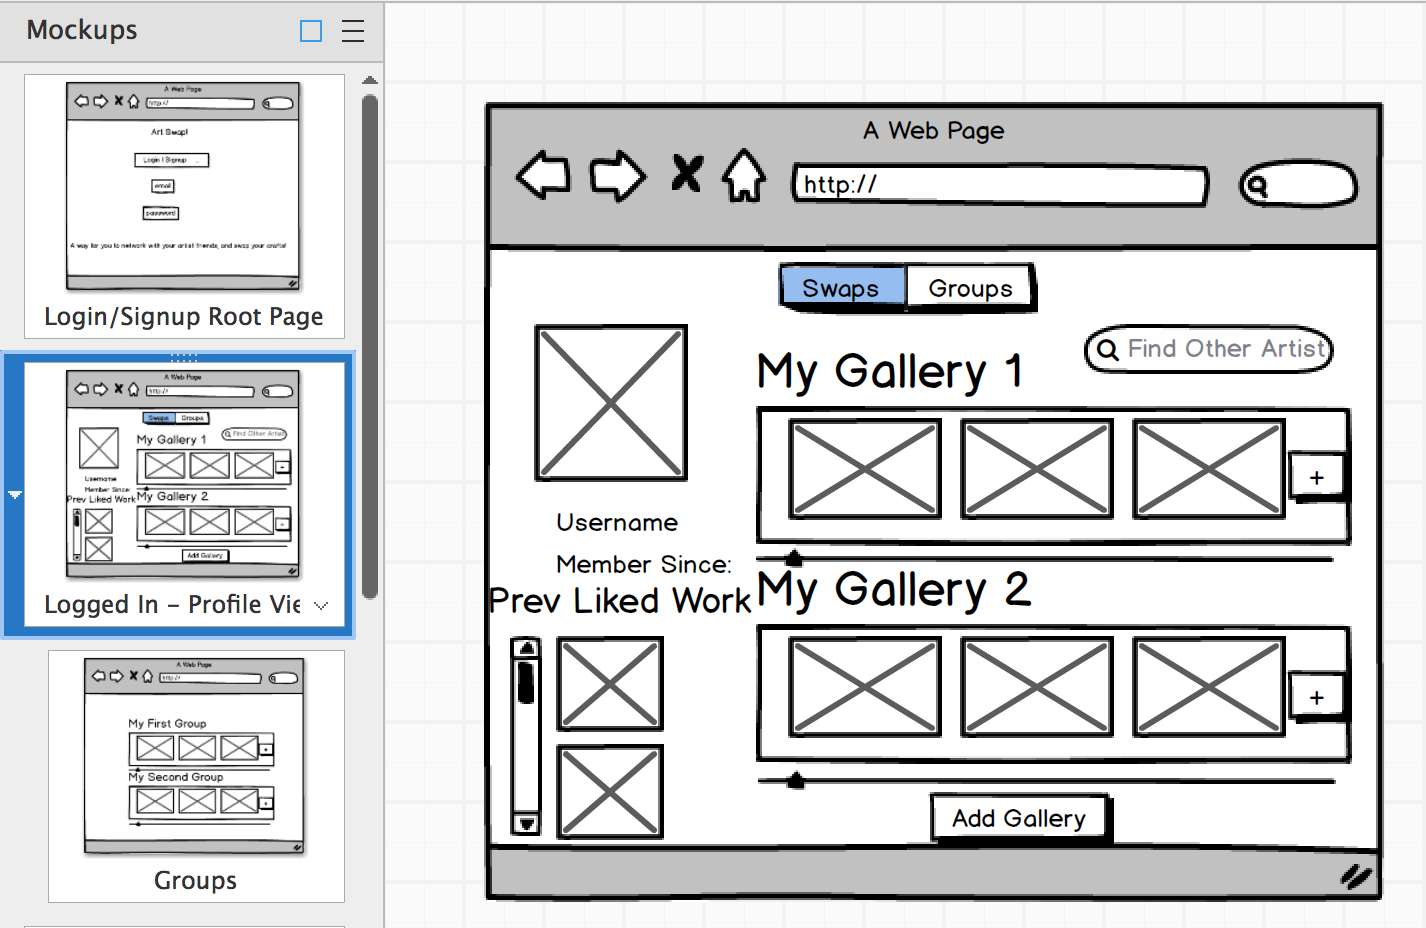 Mockups
A Web Page
http://
Art Swap!
Login | Signup
email
password
A way for you to network with your artist friends, and swap your crafts!
Login/Signup Root Page
A Web Page
http://
Swaps Groups
Find Other Artist
My Gallery 1
+
Username
Member Since:
Prev Liked Work
My Gallery 2
+
Add Gallery
Logged In - Profile Vie
A Web Page
http://
My First Group
+
My Second Group
+
Groups
A Web Page
http://
Swaps Groups
Find Other Artist
My Gallery 1
+
Username
Member Since:
Prev Liked Work
My Gallery 2
+
Add Gallery